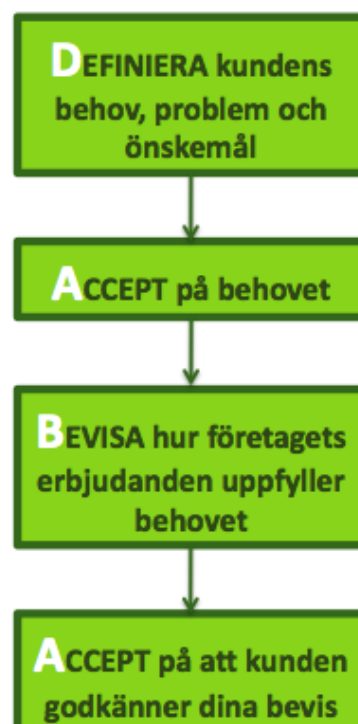 DEFINIERA kundens
behov, problem och
önskemål
ACCEPT på behovet
BEVISA hur företagets
erbjudanden uppfyller
behovet
ACCEPT på att kunden
godkänner dina bevis